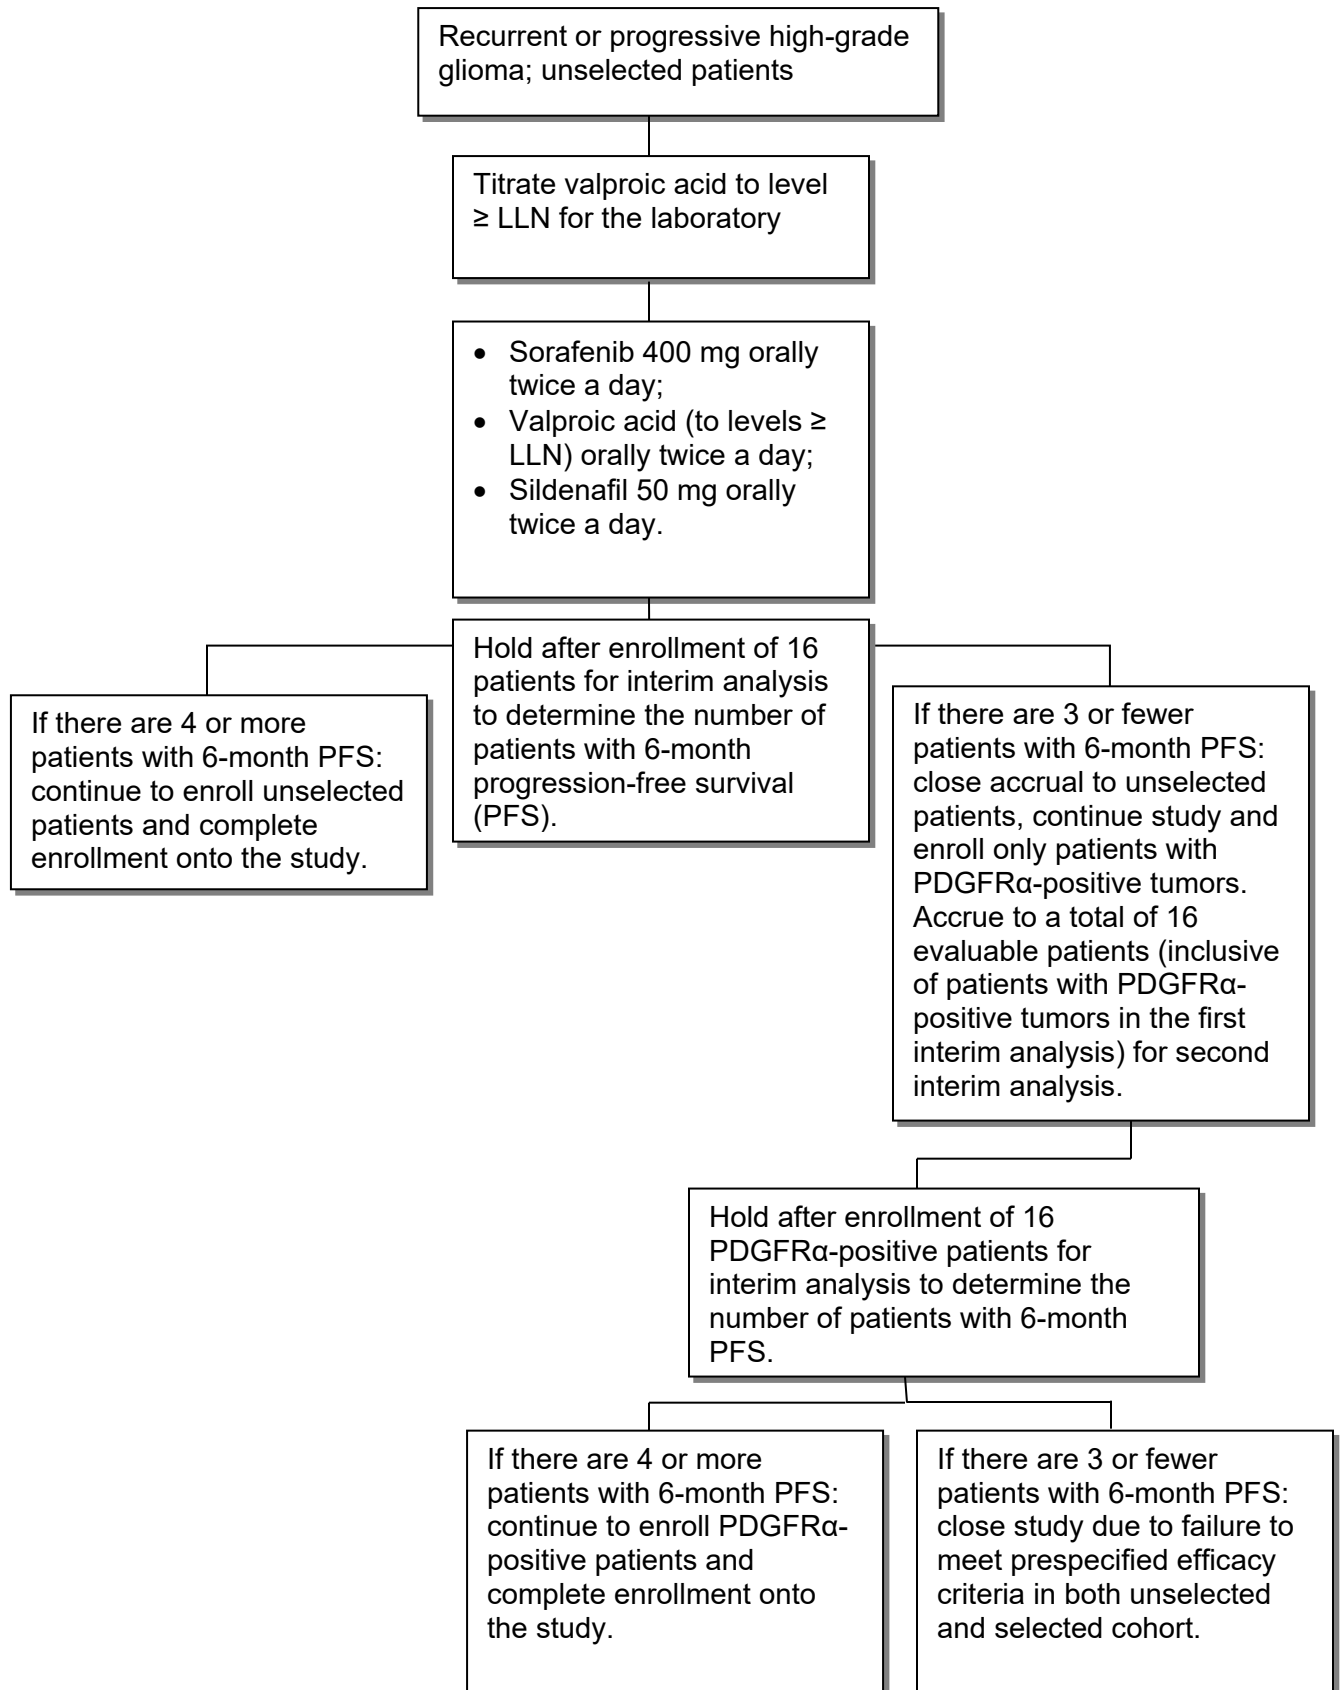 Recurrent or progressive high-grade
glioma; unselected patients
Titrate valproic acid to level
≥ LLN for the laboratory
• Sorafenib 400 mg orally
twice a day;
• Valproic acid (to levels ≥
LLN) orally twice a day;
• Sildenafil 50 mg orally
twice a day.
Hold after enrollment of 16
patients for interim analysis
to determine the number of
patients with 6-month
progression-free survival
(PFS).
If there are 4 or more
patients with 6-month PFS:
continue to enroll unselected
patients and complete
enrollment onto the study.
If there are 3 or fewer
patients with 6-month PFS:
close accrual to unselected
patients, continue study and
enroll only patients with
PDGFRα-positive tumors.
Accrue to a total of 16
evaluable patients (inclusive
of patients with PDGFRα-
positive tumors in the first
interim analysis) for second
interim analysis.
Hold after enrollment of 16
PDGFRα-positive patients for
interim analysis to determine the
number of patients with 6-month
PFS.
If there are 4 or more
patients with 6-month PFS:
continue to enroll PDGFRα-
positive patients and
complete enrollment onto
the study.
If there are 3 or fewer
patients with 6-month PFS:
close study due to failure to
meet prespecified efficacy
criteria in both unselected
and selected cohort.